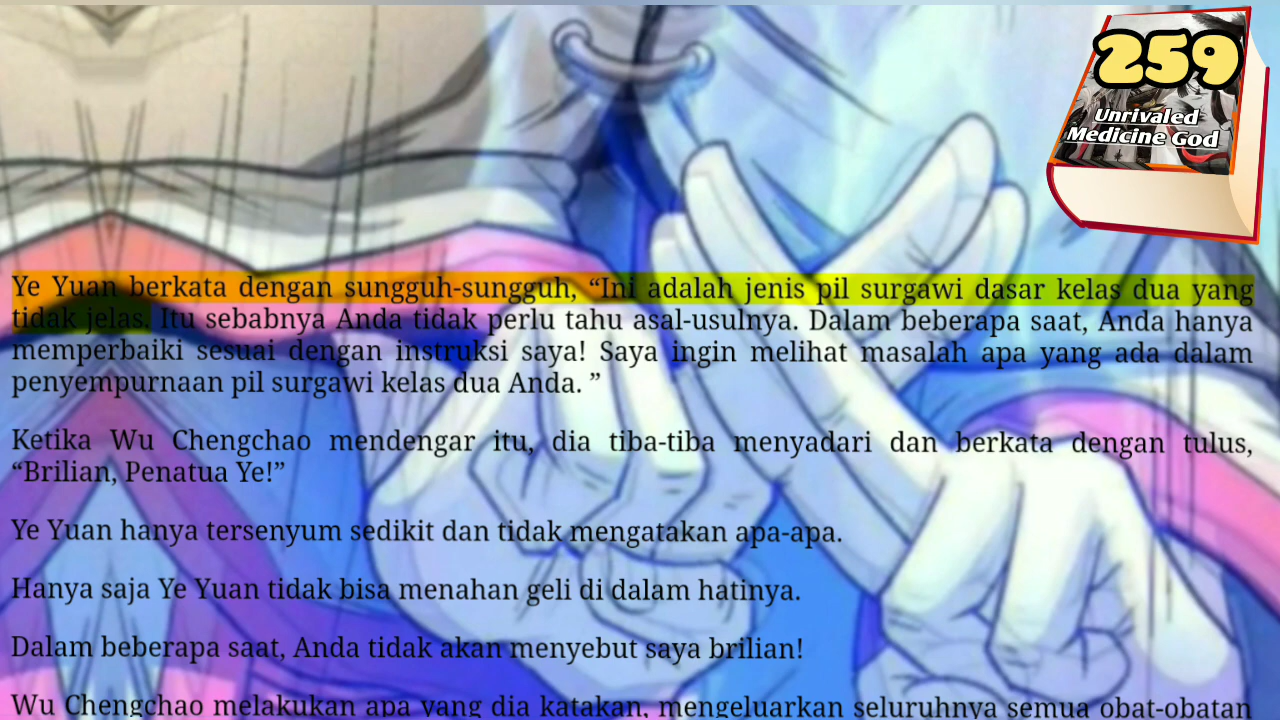 259
Unrivaled
Medicine God
Ye Yuan berkata dengan sungguh-sungguh, “Ini adalah jenis pil surgawi dasar kelas dua yang
tidak jelas. Itu sebabnya Anda tidak perlu tahu asal-usulnya. Dalam beberapa saat, Anda hanya
memperbaiki sesuai dengan instruksi saya! Saya ingin melihat masalah apa yang ada dalam
penyempurnaan pil surgawi kelas dua Anda. ”
Ketika Wu Chengchao mendengar itu, dia tiba-tiba menyadari dan berkata dengan tulus,
“Brilian, Penatua Ye!”
Ye Yuan hanya tersenyum sedikit dan tidak mengatakan apa-apa.
Hanya saja Ye Yuan tidak bisa menahan geli di dalam hatinya.
Dalam beberapa saat, Anda tidak akan menyebut saya brilian!
Wu Chengchao melakukan apa yang dia katakan, mengeluarkan seluruhnya semua obat-obatan